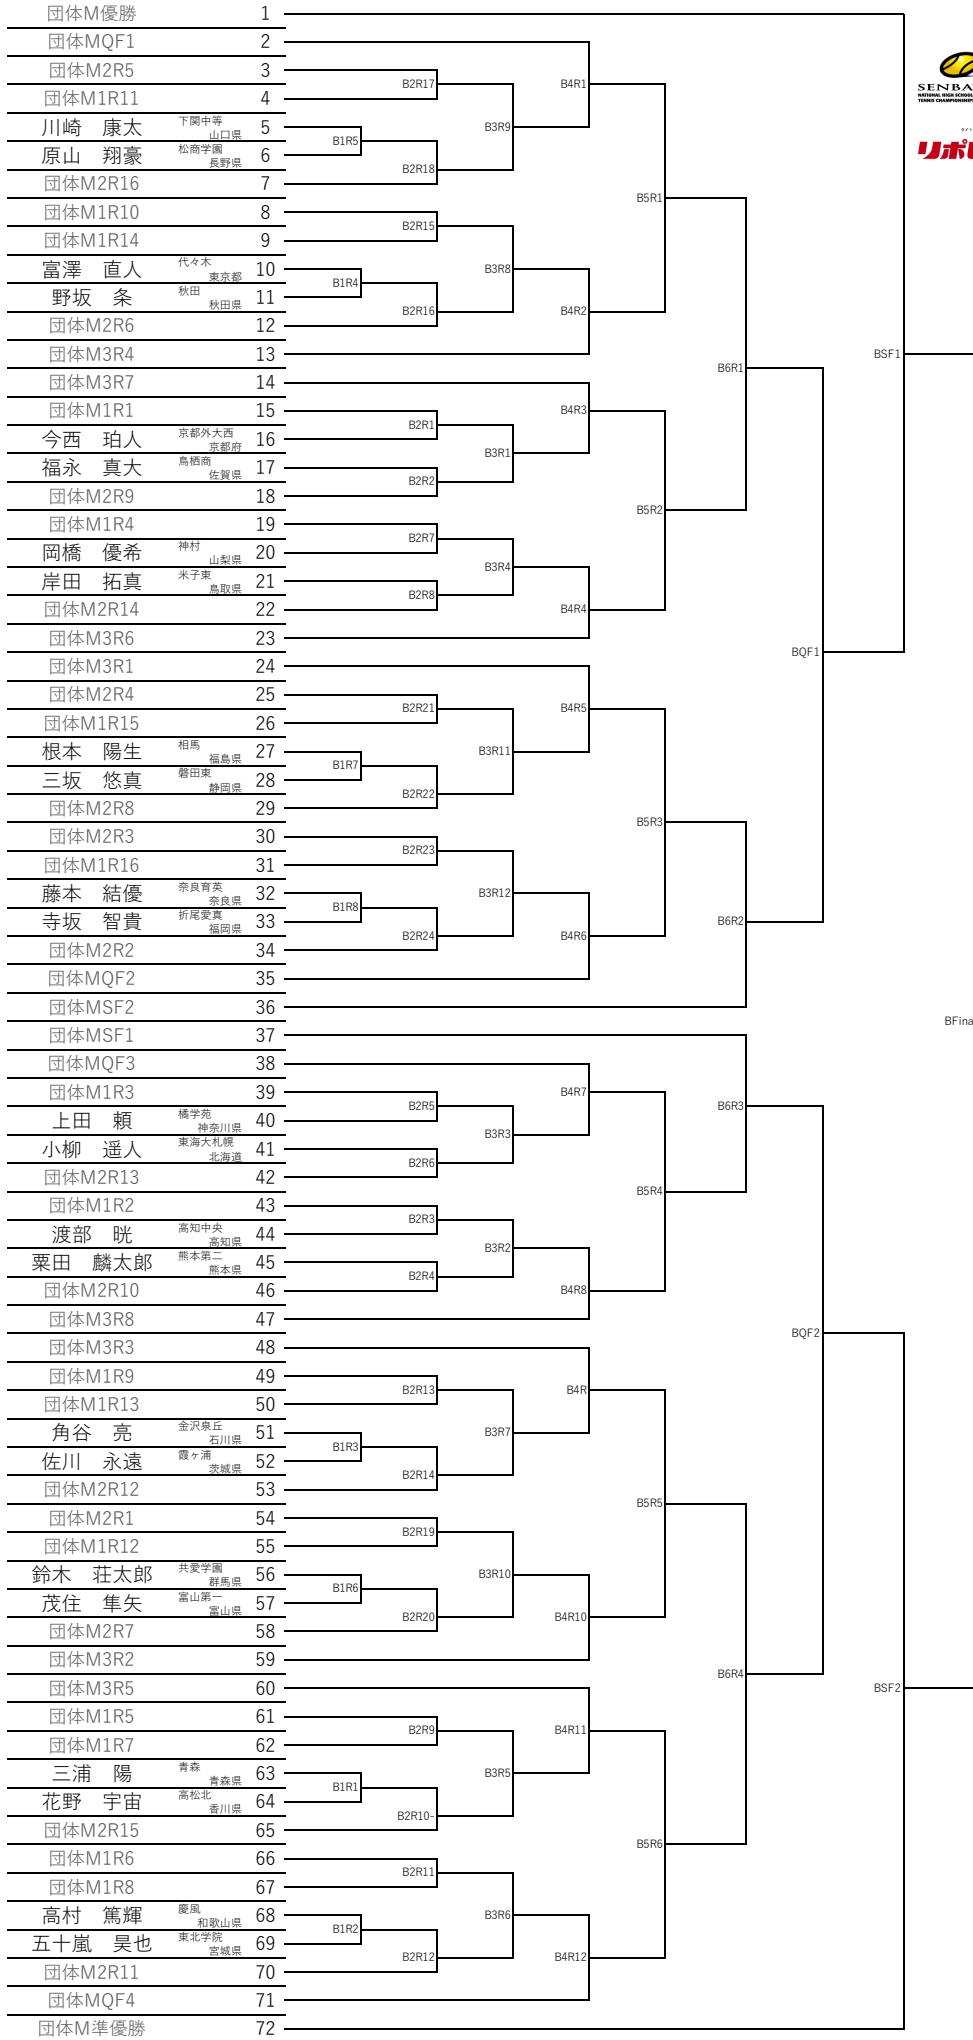 団体M優勝 1
団体MQF1 2
団体M2R5 3
団体M1R11 4
川崎　康太 下関中等 山口県 5
原山　翔豪 松商学園 長野県 6
団体M2R16 7
団体M1R10 8
団体M1R14 9
富澤　直人 代々木 東京都 10
野坂　条 秋田 秋田県 11
団体M2R6 12
団体M3R4 13
団体M3R7 14
団体M1R1 15
今西　珀人 京都外大西 京都府 16
福永　真大 鳥栖商 佐賀県 17
団体M2R9 18
団体M1R4 19
岡橋　優希 神村 山梨県 20
岸田　拓真 米子東 鳥取県 21
団体M2R14 22
団体M3R6 23
団体M3R1 24
団体M2R4 25
団体M1R15 26
根本　陽生 相馬 福島県 27
三坂　悠真 磐田東 静岡県 28
団体M2R8 29
団体M2R3 30
団体M1R16 31
藤本　結優 奈良育英 奈良県 32
寺坂　智貴 折尾愛真 福岡県 33
団体M2R2 34
団体MQF2 35
団体MSF2 36
団体MSF1 37
団体MQF3 38
団体M1R3 39
上田　頼 橘学苑 神奈川県 40
小柳　遥人 東海大札幌 北海道 41
団体M2R13 42
団体M1R2 43
渡部　晄 高知中央 高知県 44
粟田　麟太郎 熊本第二 熊本県 45
団体M2R10 46
団体M3R8 47
団体M3R3 48
団体M1R9 49
団体M1R13 50
角谷　亮 金沢泉丘 石川県 51
佐川　永遠 霞ヶ浦 茨城県 52
団体M2R12 53
団体M2R1 54
団体M1R12 55
鈴木　荘太郎 共愛学園 群馬県 56
茂住　隼矢 富山第一 富山県 57
団体M2R7 58
団体M3R2 59
団体M3R5 60
団体M1R5 61
団体M1R7 62
三浦　陽 青森 青森県 63
花野　宇宙 高松北 香川県 64
団体M2R15 65
団体M1R6 66
団体M1R8 67
高村　篤輝 慶風 和歌山県 68
五十嵐　昊也 東北学院 宮城県 69
団体M2R11 70
団体MQF4 71
団体M準優勝 72
B1R5
B1R4
B1R7
B1R8
B1R3
B1R6
B1R1
B1R2
B2R17
B2R18
B2R15
B2R16
B2R1
B2R2
B2R7
B2R8
B2R21
B2R22
B2R23
B2R24
B2R5
B2R6
B2R3
B2R4
B2R13
B2R14
B2R19
B2R20
B2R9
B2R10-
B2R11
B2R12
B3R9
B3R8
B3R1
B3R4
B3R11
B3R12
B3R3
B3R2
B3R7
B3R10
B3R5
B3R6
B4R1
B4R2
B4R3
B4R4
B4R5
B4R6
B4R7
B4R8
B4R
B4R10
B4R11
B4R12
B5R1
B5R2
B5R3
B5R4
B5R5
B5R6
B6R1
B6R2
B6R3
B6R4
BQF1
BQF2
BSF1
BSF2
BFina
SENBA
NATIONAL HIGH SCHOOL
TENNIS CHAMPIONSHIPS
リポ